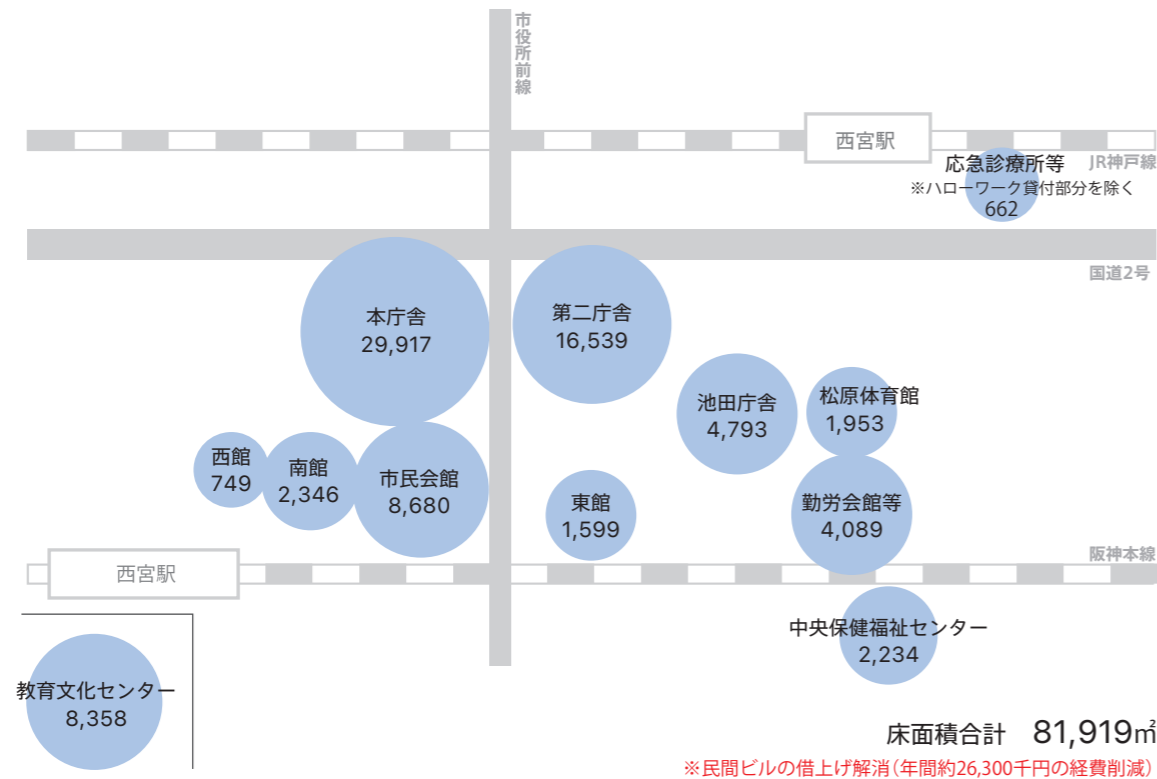 市役所前線
西宮駅
JR神戸線
応急診療所等
※ハローワーク貸付部分を除く
662
国道2号
本庁舎
29,917
第二庁舎
16,539
池田庁舎
4,793
松原体育館
1,953
西館
749
南館
2,346
市民会館
8,680
東館
1,599
勤労会館等
4,089
阪神本線
西宮駅
中央保健福祉センター
2,234
教育文化センター
8,358
床面積合計 81,919㎡
※民間ビルの借上げ解消(年間約26,300千円の経費削減)